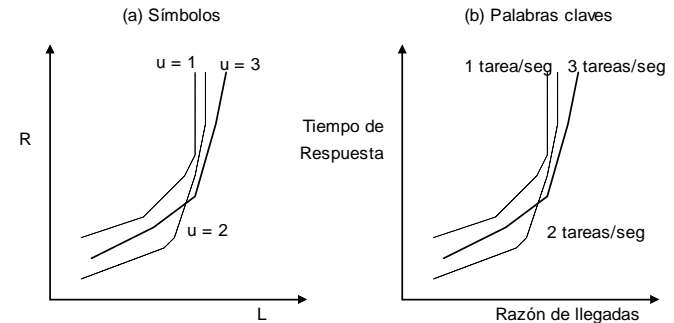 (a) Símbolos
u = 1
u = 3
R
u = 2
L
(b) Palabras claves
1 tarea/seg
3 tareas/seg
Tiempo de
Respuesta
2 tareas/seg
Razón de llegadas